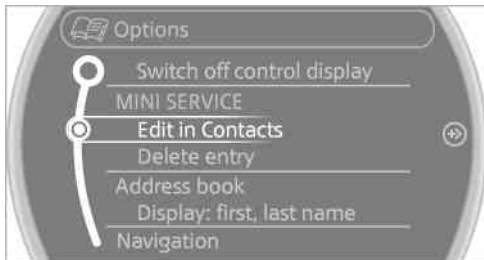 Options
Switch off control display
MINI SERVICE
Edit in Contacts
Delete entry
Address book
Display: first, last name
Navigation